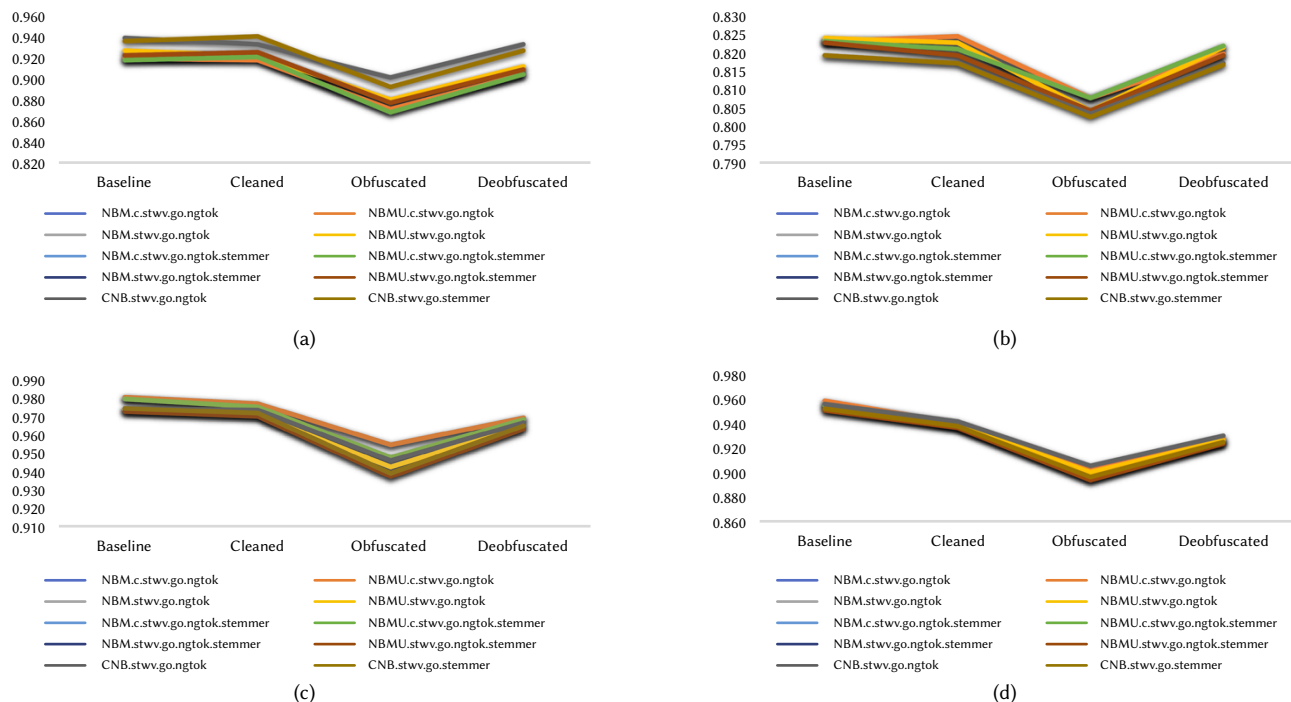 0.960
0.940
0.920
0.900
0.880
0.860
0.840
0.820
Baseline Cleaned Obfuscated Deobfuscated
NBM.c.stwv.go.ngtok NBMU.c.stwv.go.ngtok
NBM.stwv.go.ngtok NBMU.stwv.go.ngtok
NBM.c.stwv.go.ngtok.stemmer NBMU.c.stwv.go.ngtok.stemmer
NBM.stwv.go.ngtok.stemmer NBMU.stwv.go.ngtok.stemmer
CNB.stwv.go.ngtok CNB.stwv.go.stemmer
(a)
0.830
0.825
0.820
0.815
0.810
0.805
0.800
0.795
0.790
Baseline Cleaned Obfuscated Deobfuscated
NBM.c.stwv.go.ngtok NBMU.c.stwv.go.ngtok
NBM.stwv.go.ngtok NBMU.stwv.go.ngtok
NBM.c.stwv.go.ngtok.stemmer NBMU.c.stwv.go.ngtok.stemmer
NBM.stwv.go.ngtok.stemmer NBMU.stwv.go.ngtok.stemmer
CNB.stwv.go.ngtok CNB.stwv.go.stemmer
(b)
0.990
0.980
0.970
0.960
0.950
0.940
0.930
0.920
0.910
Baseline Cleaned Obfuscated Deobfuscated
NBM.c.stwv.go.ngtok NBMU.c.stwv.go.ngtok
NBM.stwv.go.ngtok NBMU.stwv.go.ngtok
NBM.c.stwv.go.ngtok.stemmer NBMU.c.stwv.go.ngtok.stemmer
NBM.stwv.go.ngtok.stemmer NBMU.stwv.go.ngtok.stemmer
CNB.stwv.go.ngtok CNB.stwv.go.stemmer
(c)
0.980
0.960
0.940
0.920
0.900
0.880
0.860
Baseline Cleaned Obfuscated Deobfuscated
NBM.c.stwv.go.ngtok NBMU.c.stwv.go.ngtok
NBM.stwv.go.ngtok NBMU.stwv.go.ngtok
NBM.c.stwv.go.ngtok.stemmer NBMU.c.stwv.go.ngtok.stemmer
NBM.stwv.go.ngtok.stemmer NBMU.stwv.go.ngtok.stemmer
CNB.stwv.go.ngtok CNB.stwv.go.stemmer
(d)